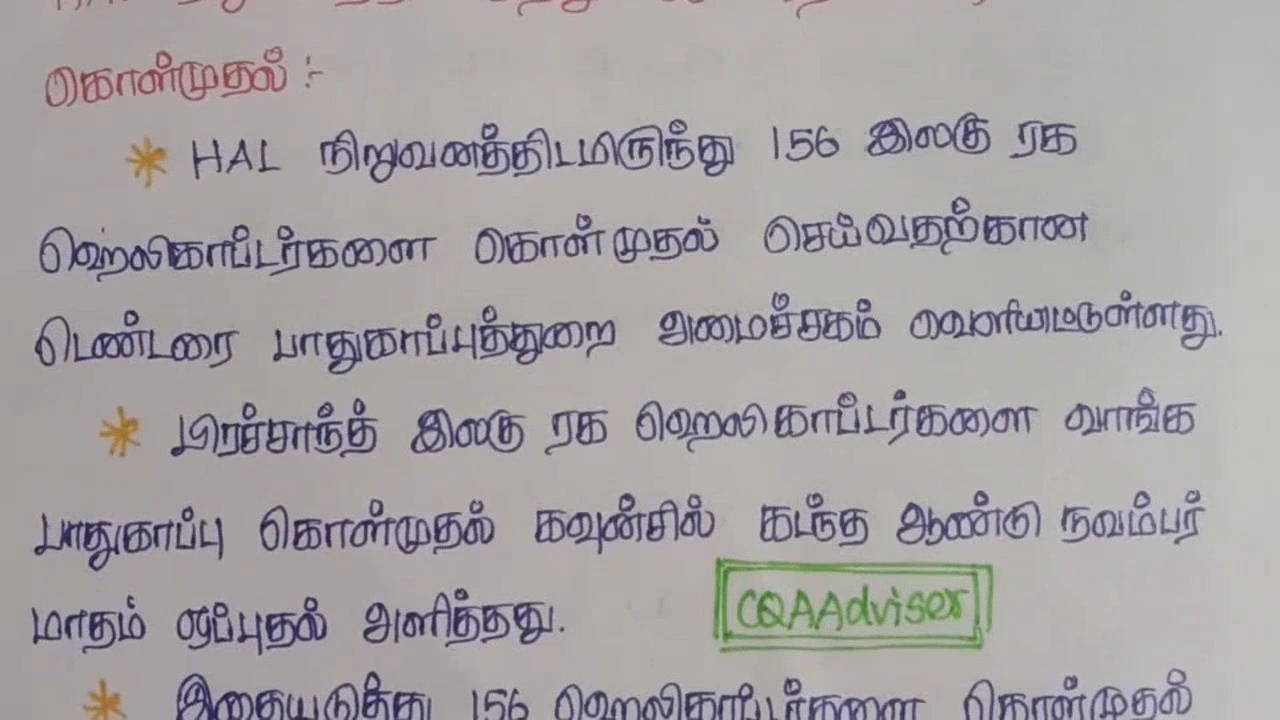 கொள்முதல் :-
* HAL நிறுவனத்திடமிருந்து 156 இலகு ரக
ஹெலிகாப்டர்களை கொள்முதல் செய்வதற்கான
டெண்டரை பாதுகாப்புத்துறை அமைச்சகம் வெளியிட்டுள்ளது.
* பிரச்சாந்த் இலகு ரக ஹெலிகொப்டர்களை வாங்க
பாதுகாப்பு கொள்முதல் கவுன்சில் கடந்த ஆண்டு நவம்பர்
மாதம் ஒப்புதல் அளித்தது.
CQAAdviser
* இதையடுத்து 156 ஹெலிகாப்டர்களை கொள்முதல்